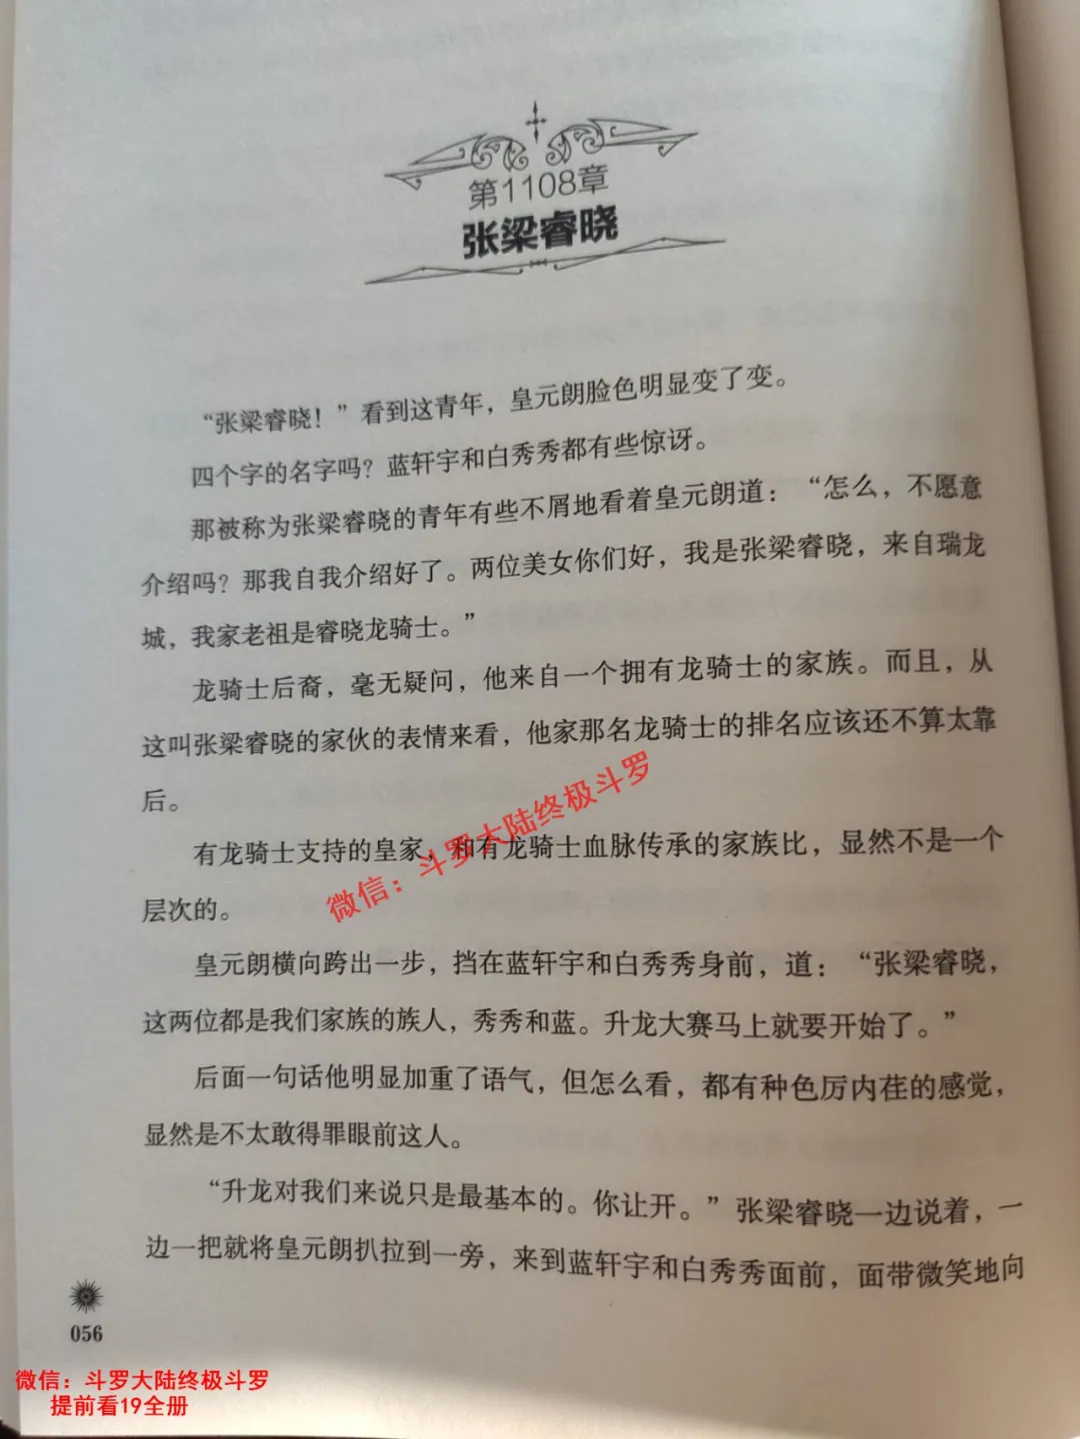 第1108章
张梁睿晓
“张梁睿晓！”看到这青年，皇元朗脸色明显变了变。
四个字的名字吗？蓝轩宇和白秀秀都有些惊讶。
那被称为张梁睿晓的青年有些不屑地看着皇元朗道：“怎么，不愿意
介绍吗？那我自我介绍好了。两位美女你们好，我是张梁睿晓，来自瑞龙
城，我家老祖是睿晓龙骑士。”
龙骑士后裔，毫无疑问，他来自一个拥有龙骑士的家族。而且，从
这叫张梁睿晓的家伙的表情来看，他家那名龙骑士的排名应该还不算太靠
后。
有龙骑士支持的皇家，和有龙骑士血脉传承的家族比，显然不是一个
层次的。
皇元朗横向跨出一步，挡在蓝轩宇和白秀秀身前，道：“张梁睿晓，
这两位都是我们家族的族人，秀秀和蓝。升龙大赛马上就要开始了。”
后面一句话他明显加重了语气，但怎么看，都有种色厉内荏的感觉，
显然是不太敢得罪眼前这人。
“升龙对我们来说只是最基本的。你让开。”张梁睿晓一边说着，一
边一把就将皇元朗扒拉到一旁，来到蓝轩宇和白秀秀面前，面带微笑地向
056
微信：斗罗大陆终极斗罗
微信：斗罗大陆终极斗罗
提前看19全册